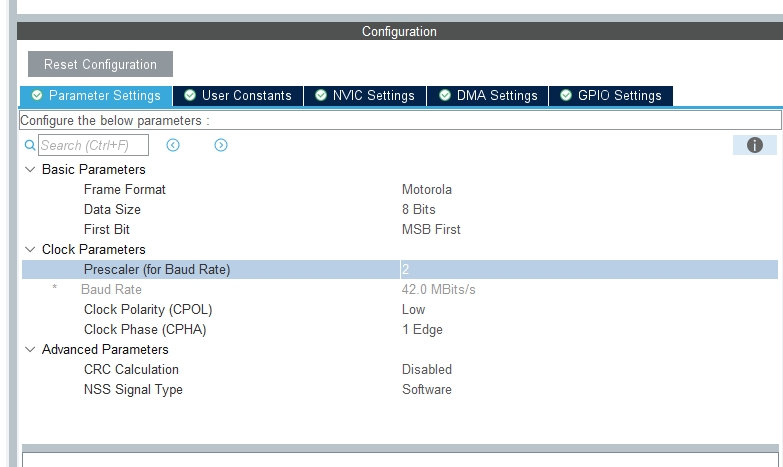 Configuration
Reset Configuration
Parameter Settings User Constants NVIC Settings DMA Settings GPIO Settings
Configure the below parameters :
Search (Ctrl+F)
Basic Parameters
Frame Format Motorola
Data Size 8 Bits
First Bit MSB First
Clock Parameters
Prescaler (for Baud Rate) 2
* Baud Rate 42.0 MBits/s
Clock Polarity (CPOL) Low
Clock Phase (CPHA) 1 Edge
Advanced Parameters
CRC Calculation Disabled
NSS Signal Type Software